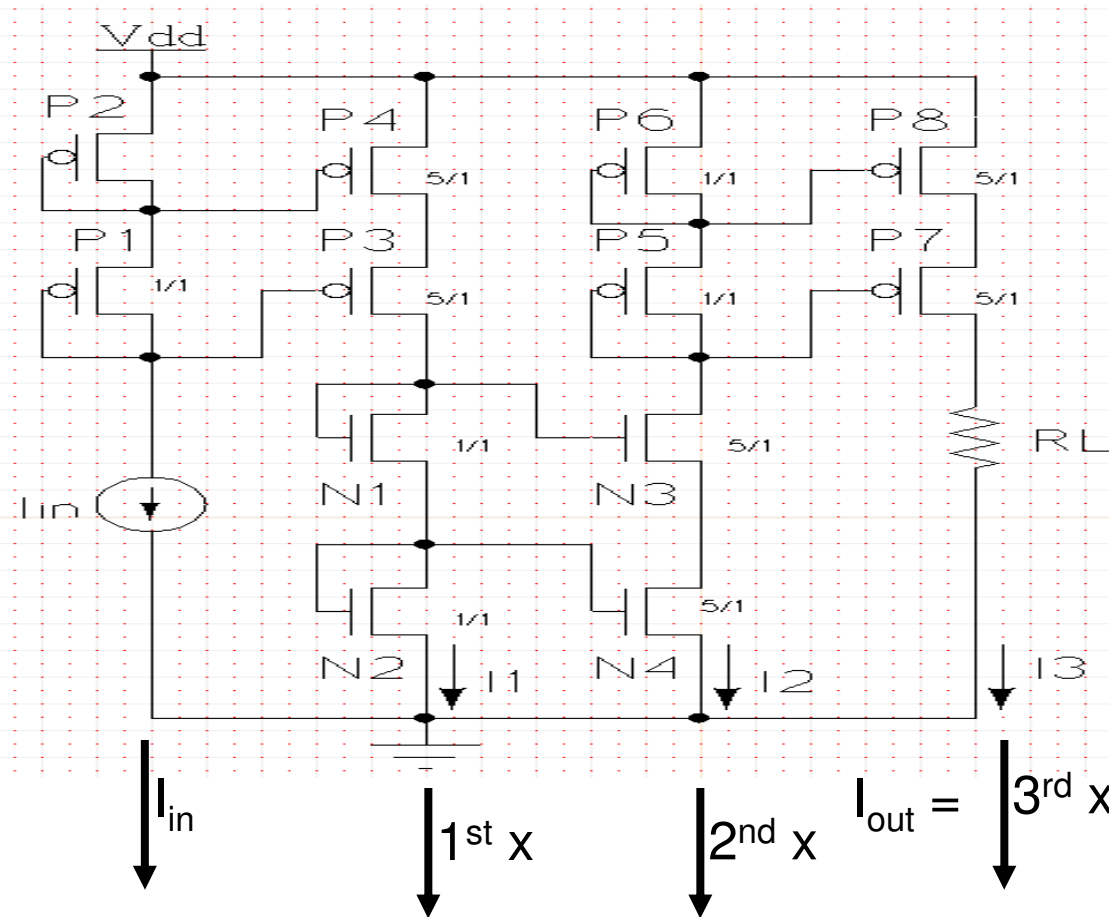 Vdd
P2
P4
P6
P8
5/1
1/1
5/1
P1
P3
P5
P7
1/1
5/1
1/1
5/1
RL
1/1
5/1
Iin
N1
N3
5/1
1/1
N2
I1
N4
I2
I3
Iin
1st x
2nd x
Iout =
3rd x